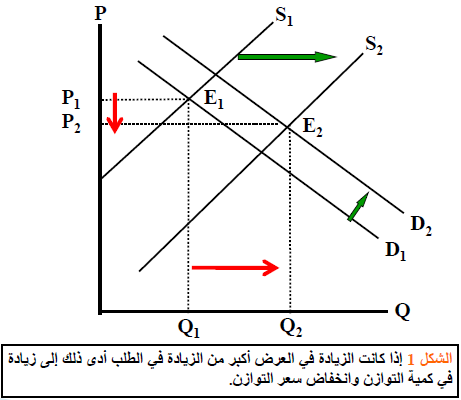 P
S1
S2
P1
E1
P2
E2
D2
D1
Q
Q1
Q2
الشكل 1 إذا كانت الزيادة في العرض أكبر من الزيادة في الطلب أدى ذلك إلى زيادة
في كمية التوازن وانخفاض سعر التوازن.